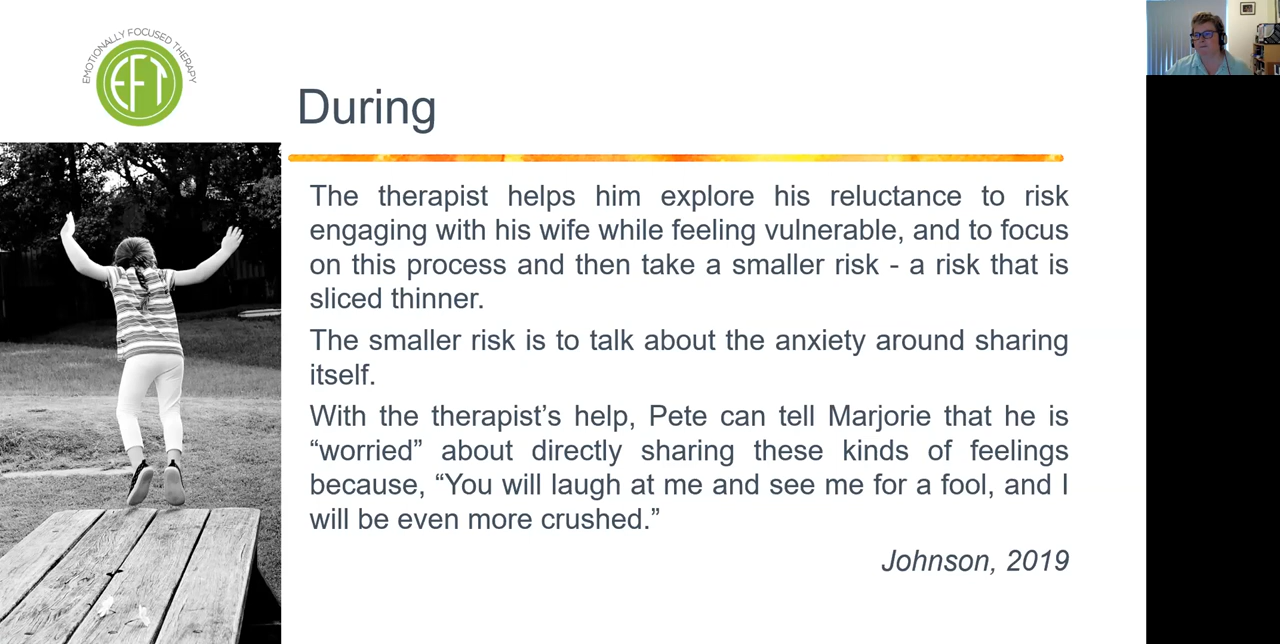 EMOTIONALLY FOCUSED THERAPY
EFT
During
The therapist helps him explore his reluctance to risk
engaging with his wife while feeling vulnerable, and to focus
on this process and then take a smaller risk - a risk that is
sliced thinner.
The smaller risk is to talk about the anxiety around sharing
itself.
With the therapist’s help, Pete can tell Marjorie that he is
“worried” about directly sharing these kinds of feelings
because, “You will laugh at me and see me for a fool, and I
will be even more crushed.”
Johnson, 2019